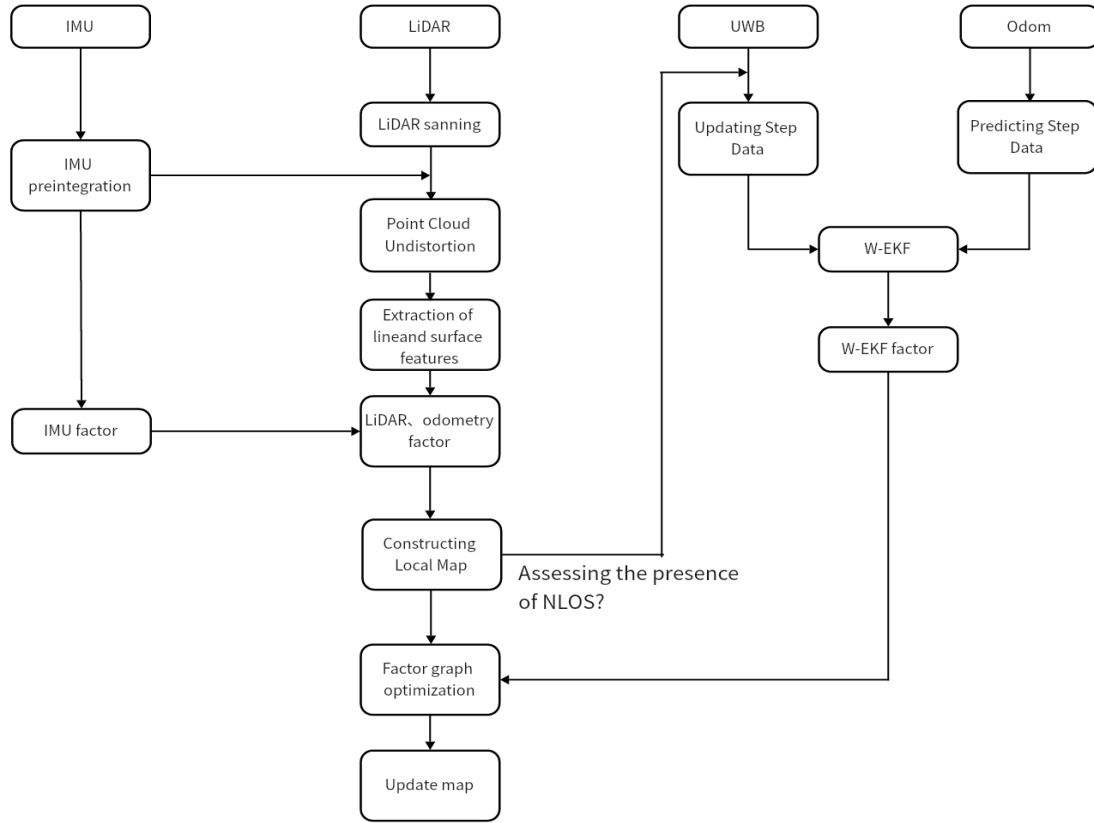 IMU
LiDAR
UWB
Odom
LiDAR sanning
Updating Step
Data
Predicting Step
Data
IMU
preintegration
Point Cloud
Undistortion
W-EKF
Extraction of
lineand surface
features
W-EKF factor
IMU factor
LiDAR、odometry
factor
Constructing
Local Map
Assessing the presence
of NLOS?
Factor graph
optimization
Update map